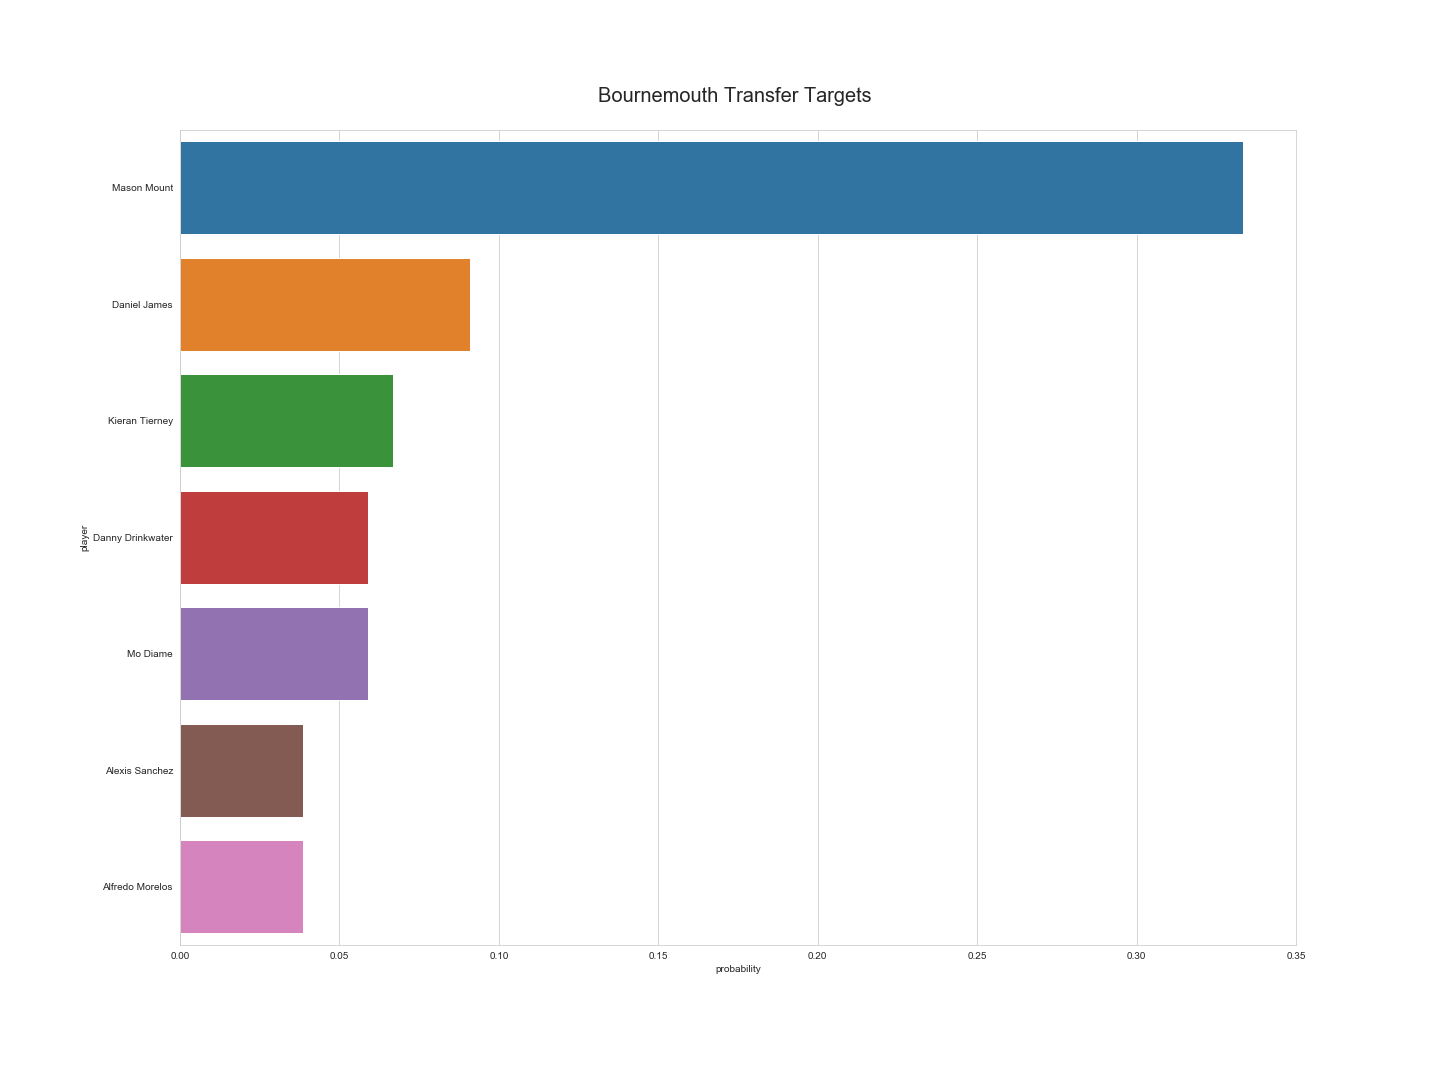 Bournemouth Transfer Targets
Mason Mount
Daniel James
Kieran Tierney
Danny Drinkwater
Mo Diame
Alexis Sanchez
Alfredo Morelos
player
0.00 0.05 0.10 0.15 0.20 0.25 0.30 0.35
probability